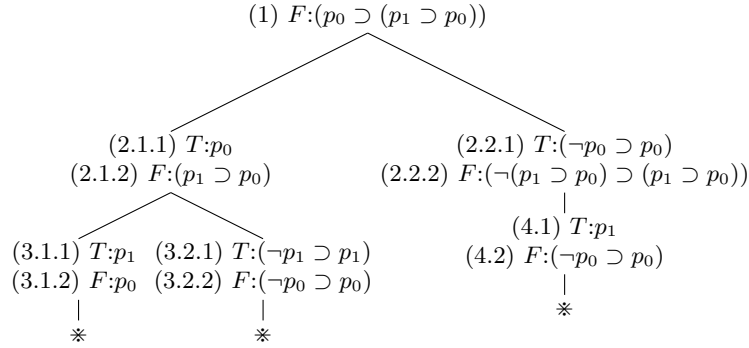 (1) F:(p₀ ⊃ (p₁ ⊃ p₀))
(2.1.1) T:p₀
(2.1.2) F:(p₁ ⊃ p₀)
(2.2.1) T:(¬p₀ ⊃ p₀)
(2.2.2) F:(¬(p₁ ⊃ p₀) ⊃ (p₁ ⊃ p₀))
(3.1.1) T:p₁
(3.1.2) F:p₀
⋇
(3.2.1) T:(¬p₁ ⊃ p₁)
(3.2.2) F:(¬p₀ ⊃ p₀)
⋇
(4.1) T:p₁
(4.2) F:(¬p₀ ⊃ p₀)
⋇